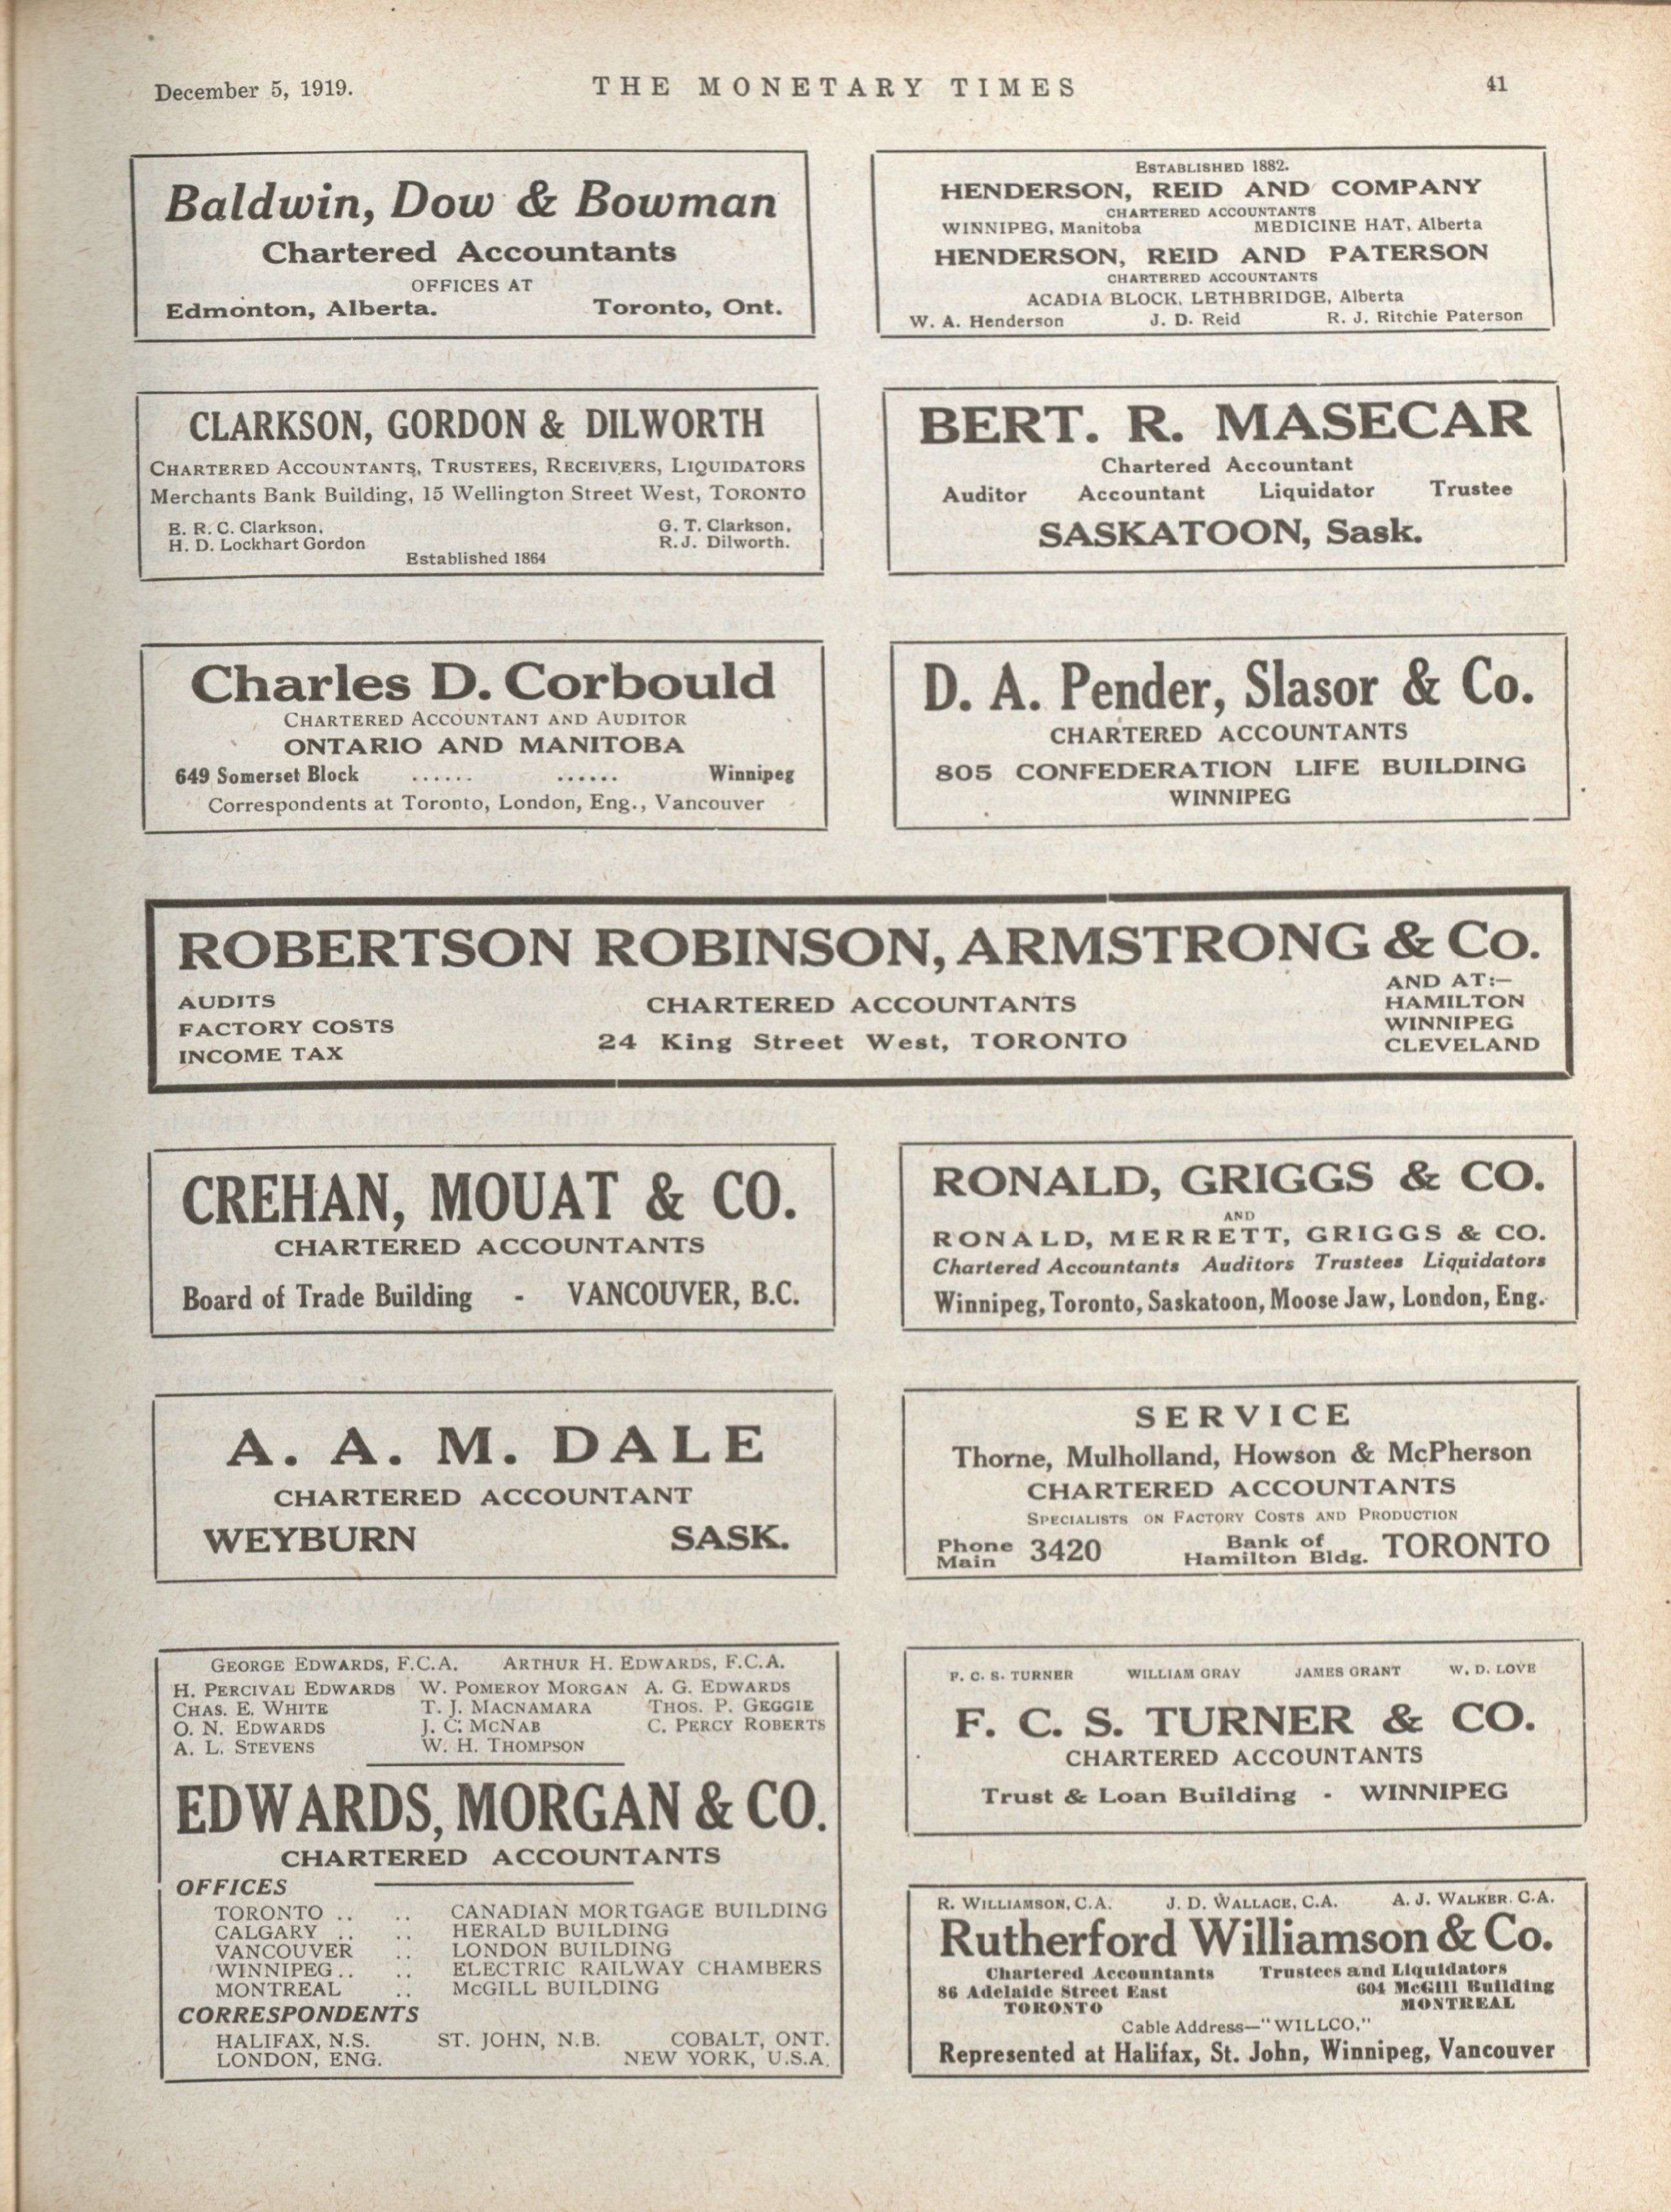 December 5, 1919.
THE MONETARY TIMES
41
Baldwin, Dow & Bowman
Chartered Accountants
OFFICES AT
Edmonton, Alberta. Toronto, Ont.
ESTABLISHED 1882.
HENDERSON, REID AND COMPANY
CHARTERED ACCOUNTANTS
WINNIPEG, Manitoba MEDICINE HAT, Alberta
HENDERSON, REID AND PATERSON
CHARTERED ACCOUNTANTS
ACADIA BLOCK, LETHBRIDGE, Alberta
W. A. Henderson J. D. Reid R. J. Ritchie Paterson
CLARKSON, GORDON & DILWORTH
CHARTERED ACCOUNTANTS, TRUSTEES, RECEIVERS, LIQUIDATORS
Merchants Bank Building, 15 Wellington Street West, TORONTO
E. R. C. Clarkson. G. T. Clarkson.
H. D. Lockhart Gordon R. J. Dilworth.
Established 1864
BERT. R. MASECAR
Chartered Accountant
Auditor Accountant Liquidator Trustee
SASKATOON, Sask.
Charles D. Corbould
CHARTERED ACCOUNTANT AND AUDITOR
ONTARIO AND MANITOBA
649 Somerset Block ...... ...... Winnipeg
Correspondents at Toronto, London, Eng., Vancouver
D. A. Pender, Slasor & Co.
CHARTERED ACCOUNTANTS
805 CONFEDERATION LIFE BUILDING
WINNIPEG
ROBERTSON ROBINSON, ARMSTRONG & Co.
AUDITS
FACTORY COSTS
INCOME TAX
CHARTERED ACCOUNTANTS
24 King Street West, TORONTO
AND AT:—
HAMILTON
WINNIPEG
CLEVELAND
CREHAN, MOUAT & CO.
CHARTERED ACCOUNTANTS
Board of Trade Building - VANCOUVER, B.C.
RONALD, GRIGGS & CO.
AND
RONALD, MERRETT, GRIGGS & CO.
Chartered Accountants Auditors Trustees Liquidators
Winnipeg, Toronto, Saskatoon, Moose Jaw, London, Eng.
A. A. M. DALE
CHARTERED ACCOUNTANT
WEYBURN SASK.
SERVICE
Thorne, Mulholland, Howson & McPherson
CHARTERED ACCOUNTANTS
SPECIALISTS ON FACTORY COSTS AND PRODUCTION
Phone Main 3420 Bank of Hamilton Bldg. TORONTO
GEORGE EDWARDS, F.C.A. ARTHUR H. EDWARDS, F.C.A.
H. PERCIVAL EDWARDS W. POMEROY MORGAN A. G. EDWARDS
CHAS. E. WHITE T. J. MACNAMARA THOS. P. GEGGIE
O. N. EDWARDS J. C. MCNAB C. PERCY ROBERTS
A. L. STEVENS W. H. THOMPSON
EDWARDS, MORGAN & CO.
CHARTERED ACCOUNTANTS
OFFICES
TORONTO .. .. CANADIAN MORTGAGE BUILDING
CALGARY .. .. HERALD BUILDING
VANCOUVER .. LONDON BUILDING
WINNIPEG .. .. ELECTRIC RAILWAY CHAMBERS
MONTREAL .. McGILL BUILDING
CORRESPONDENTS
HALIFAX, N.S. ST. JOHN, N.B. COBALT, ONT.
LONDON, ENG. NEW YORK, U.S.A.
F. C. S. TURNER WILLIAM GRAY JAMES GRANT W. D. LOVE
F. C. S. TURNER & CO.
CHARTERED ACCOUNTANTS
Trust & Loan Building - WINNIPEG
R. WILLIAMSON, C.A. J. D. WALLACE, C.A. A. J. WALKER, C.A.
Rutherford Williamson & Co.
Chartered Accountants Trustees and Liquidators
86 Adelaide Street East 604 McGill Building
TORONTO MONTREAL
Cable Address—"WILLCO."
Represented at Halifax, St. John, Winnipeg, Vancouver